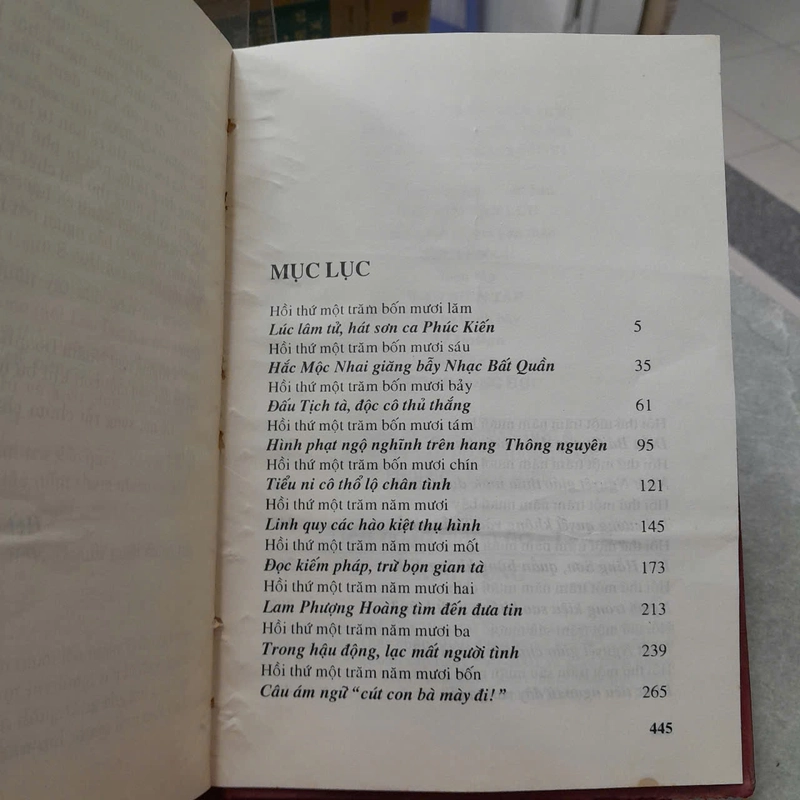 MỤC LỤC
Hồi thứ một trăm bốn mươi lăm
Lúc lâm tử, hát sơn ca Phúc Kiến 5
Hồi thứ một trăm bốn mươi sáu
Hắc Mộc Nhai giăng bẫy Nhạc Bất Quần 35
Hồi thứ một trăm bốn mươi bảy
Đấu Tịch tà, độc cô thủ thắng 61
Hồi thứ một trăm bốn mươi tám
Hình phạt ngộ nghĩnh trên hang Thông nguyên 95
Hồi thứ một trăm bốn mươi chín
Tiểu ni cô thổ lộ chân tình 121
Hồi thứ một trăm năm mươi
Linh quy các hào kiệt thụ hình 145
Hồi thứ một trăm năm mươi mốt
Đọc kiếm pháp, trừ bọn gian tà 173
Hồi thứ một trăm năm mươi hai
Lam Phượng Hoàng tìm đến đưa tin 213
Hồi thứ một trăm năm mươi ba
Trong hậu động, lạc mất người tình 239
Hồi thứ một trăm năm mươi bốn
Câu ám ngữ “cút con bà mày đi!” 265
445